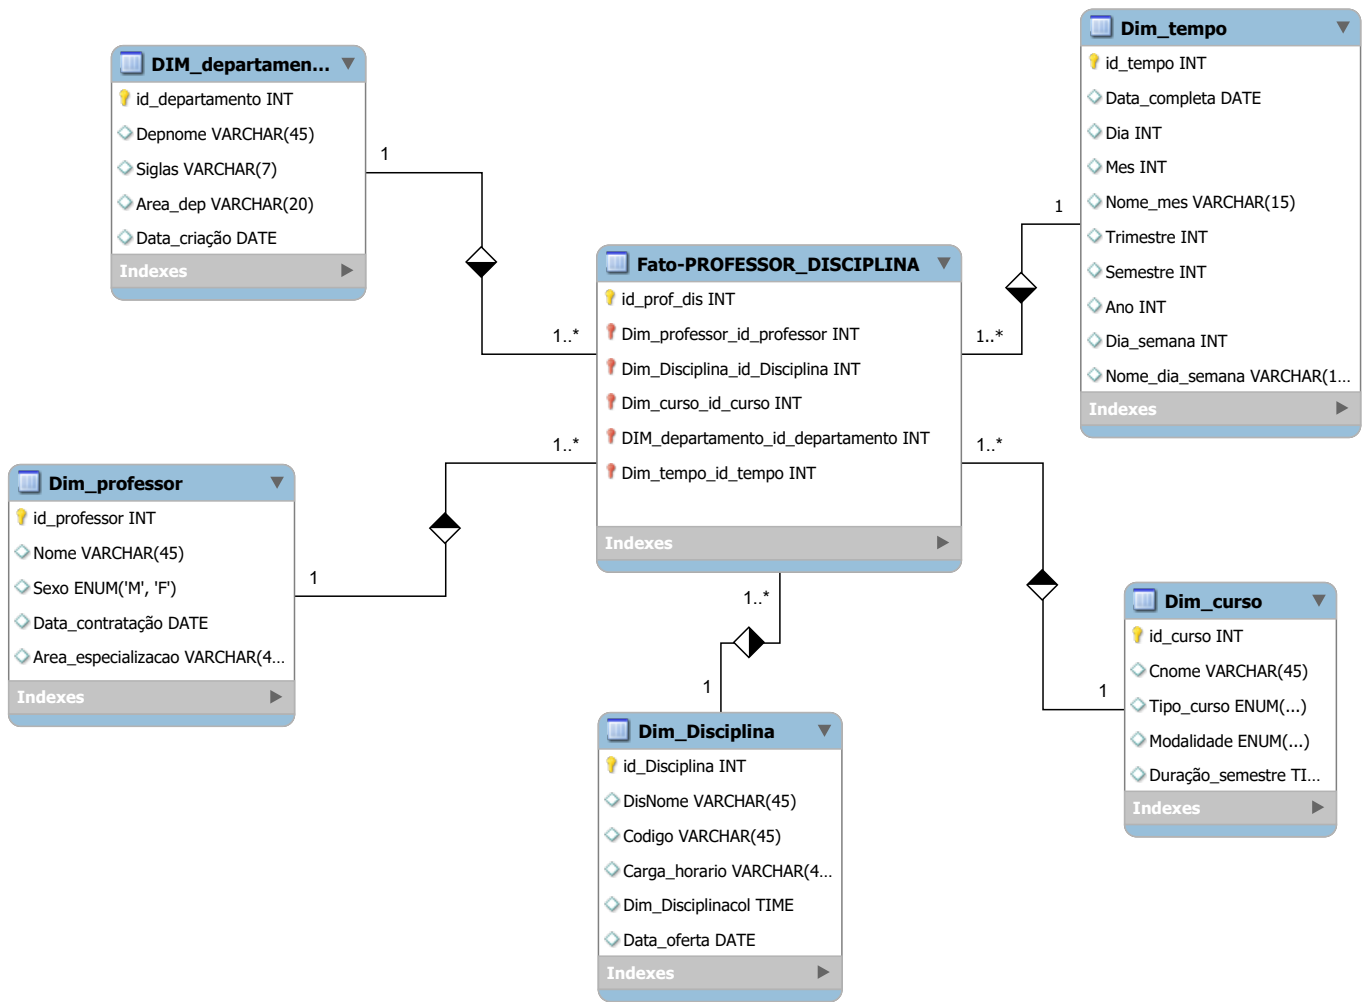 DIM_departamen...
id_departamento INT
Depnome VARCHAR(45)
Siglas VARCHAR(7)
Area_dep VARCHAR(20)
Data_criação DATE
Indexes
1
1..*
Dim_tempo
id_tempo INT
Data_completa DATE
Dia INT
Mes INT
Nome_mes VARCHAR(15)
Trimestre INT
Semestre INT
Ano INT
Dia_semana INT
Nome_dia_semana VARCHAR(1...
Indexes
1
1..*
Fato-PROFESSOR_DISCIPLINA
id_prof_dis INT
Dim_professor_id_professor INT
Dim_Disciplina_id_Disciplina INT
Dim_curso_id_curso INT
DIM_departamento_id_departamento INT
Dim_tempo_id_tempo INT
Indexes
1..*
1..*
1..*
Dim_professor
id_professor INT
Nome VARCHAR(45)
Sexo ENUM('M', 'F')
Data_contratação DATE
Area_especializacao VARCHAR(4...
Indexes
1
Dim_Disciplina
id_Disciplina INT
DisNome VARCHAR(45)
Codigo VARCHAR(45)
Carga_horario VARCHAR(4...
Dim_Disciplinacol TIME
Data_oferta DATE
Indexes
1
Dim_curso
id_curso INT
Cnome VARCHAR(45)
Tipo_curso ENUM(...)
Modalidade ENUM(...)
Duração_semestre TI...
Indexes
1